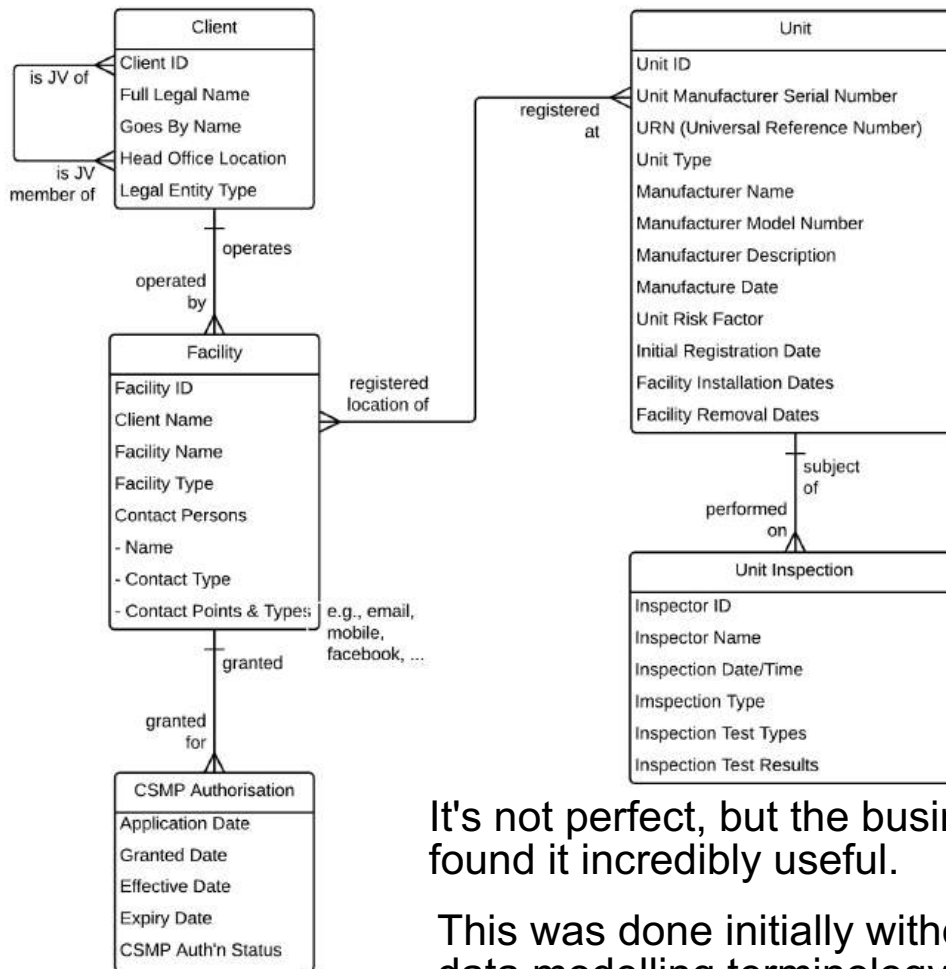 Client
Client ID
Full Legal Name
Goes By Name
Head Office Location
Legal Entity Type
is JV of
is JV
member of
operates
operated
by
Facility
Facility ID
Client Name
Facility Name
Facility Type
Contact Persons
- Name
- Contact Type
- Contact Points & Types
e.g., email,
mobile,
facebook, ...
registered
location of
registered
at
granted
granted
for
CSMP Authorisation
Application Date
Granted Date
Effective Date
Expiry Date
CSMP Auth'n Status
Unit
Unit ID
Unit Manufacturer Serial Number
URN (Universal Reference Number)
Unit Type
Manufacturer Name
Manufacturer Model Number
Manufacturer Description
Manufacture Date
Unit Risk Factor
Initial Registration Date
Facility Installation Dates
Facility Removal Dates
subject
of
performed
on
Unit Inspection
Inspector ID
Inspector Name
Inspection Date/Time
Imspection Type
Inspection Test Types
Inspection Test Results
It's not perfect, but the
found it incredibly useful.
This was done initially
data modelling terminology